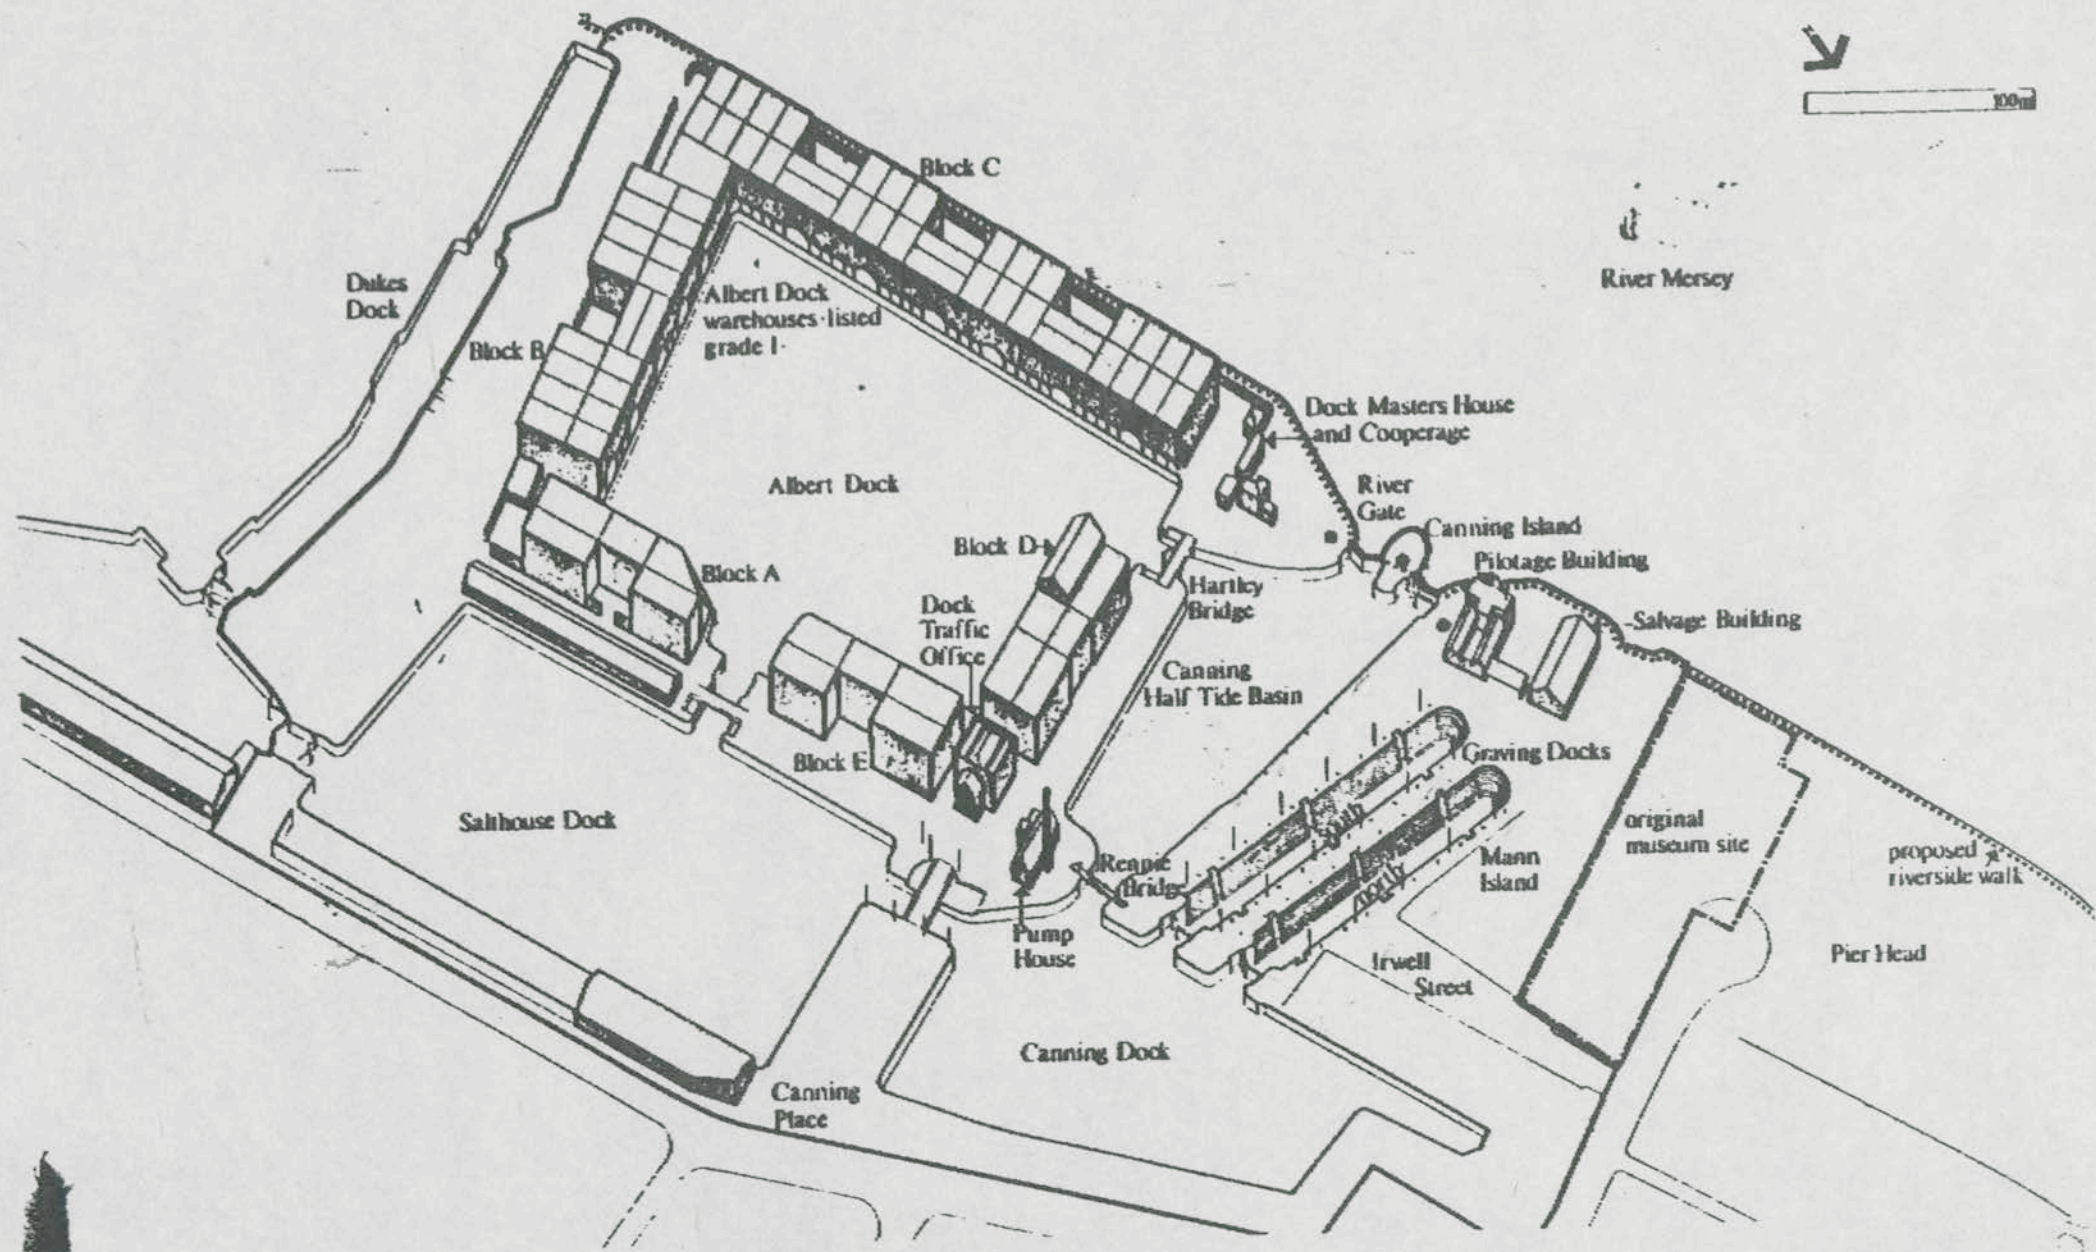 100m
Block C
River Mersey
Dukes
Dock
Albert Dock
warehouses·listed
grade I·
Block B
Dock Masters House
and Cooperage
Albert Dock
River
Gate
Canning Island
Block D
Pilotage Building
Block A
Hartley
Bridge
Dock
Traffic
Office
Salvage Building
Canning
Half Tide Basin
Block E
Graving Docks
Salthouse Dock
south
original
museum site
Mann
Island
proposed
riverside walk
Rennie
Bridge
north
Pump
House
Irwell
Street
Pier Head
Canning Dock
Canning
Place